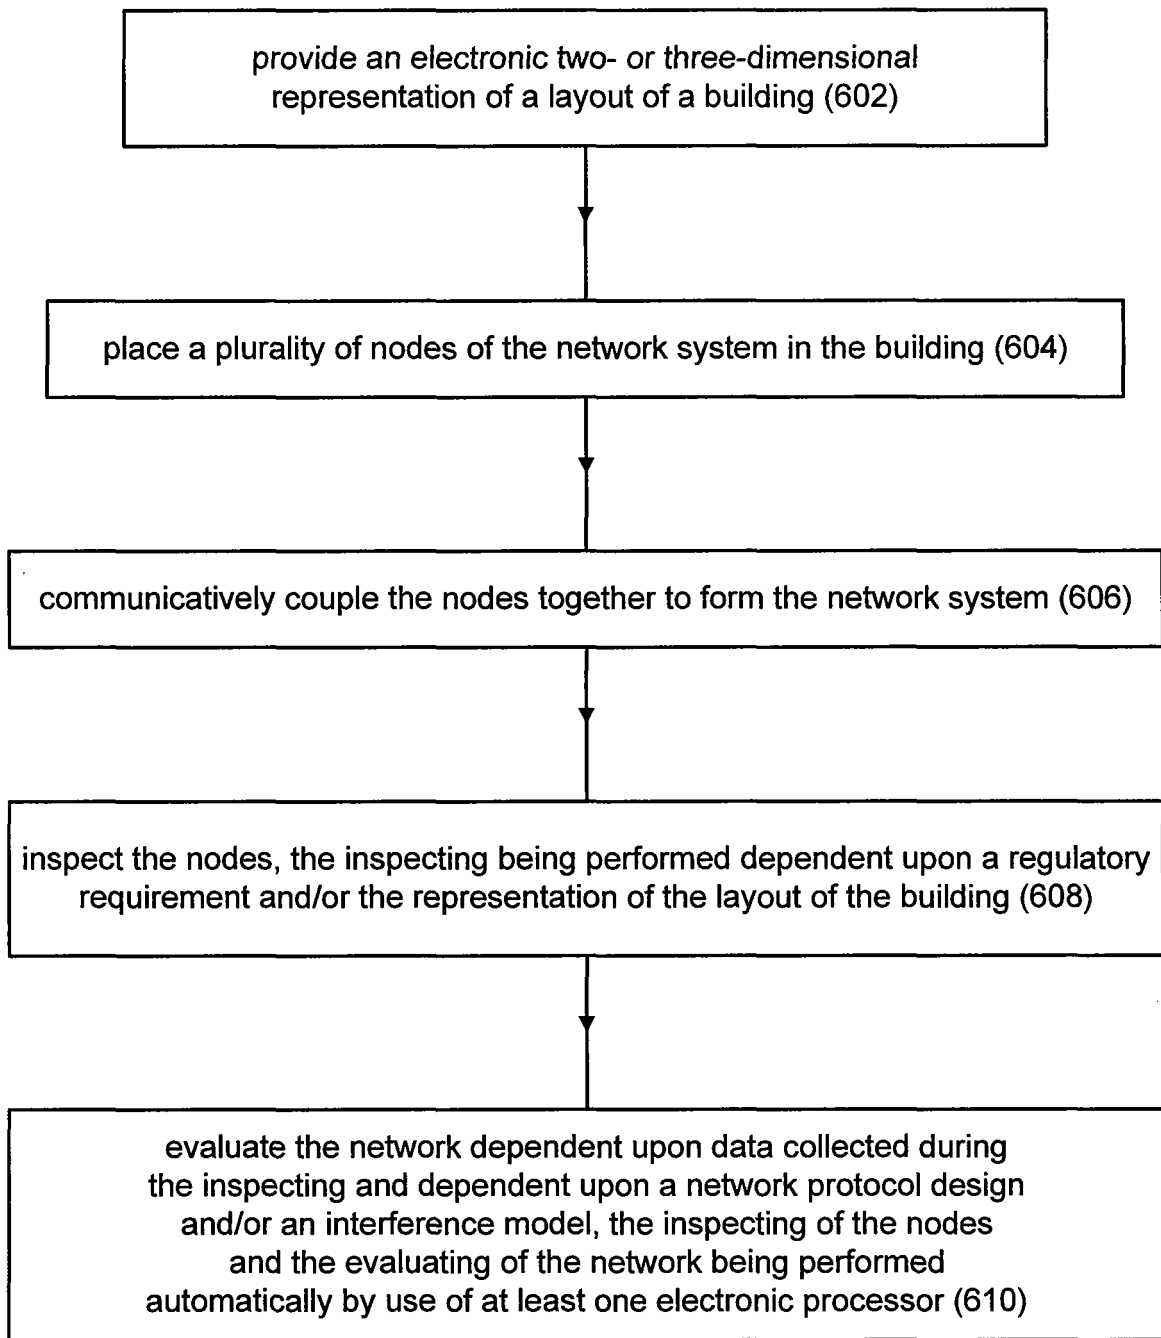 provide an electronic two- or three-dimensional
representation of a layout of a building (602)
place a plurality of nodes of the network system in the building (604)
communicatively couple the nodes together to form the network system (606)
inspect the nodes, the inspecting being performed dependent upon a regulatory
requirement and/or the representation of the layout of the building (608)
evaluate the network dependent upon data collected during
the inspecting and dependent upon a network protocol design
and/or an interference model, the inspecting of the nodes
and the evaluating of the network being performed
automatically by use of at least one electronic processor (610)